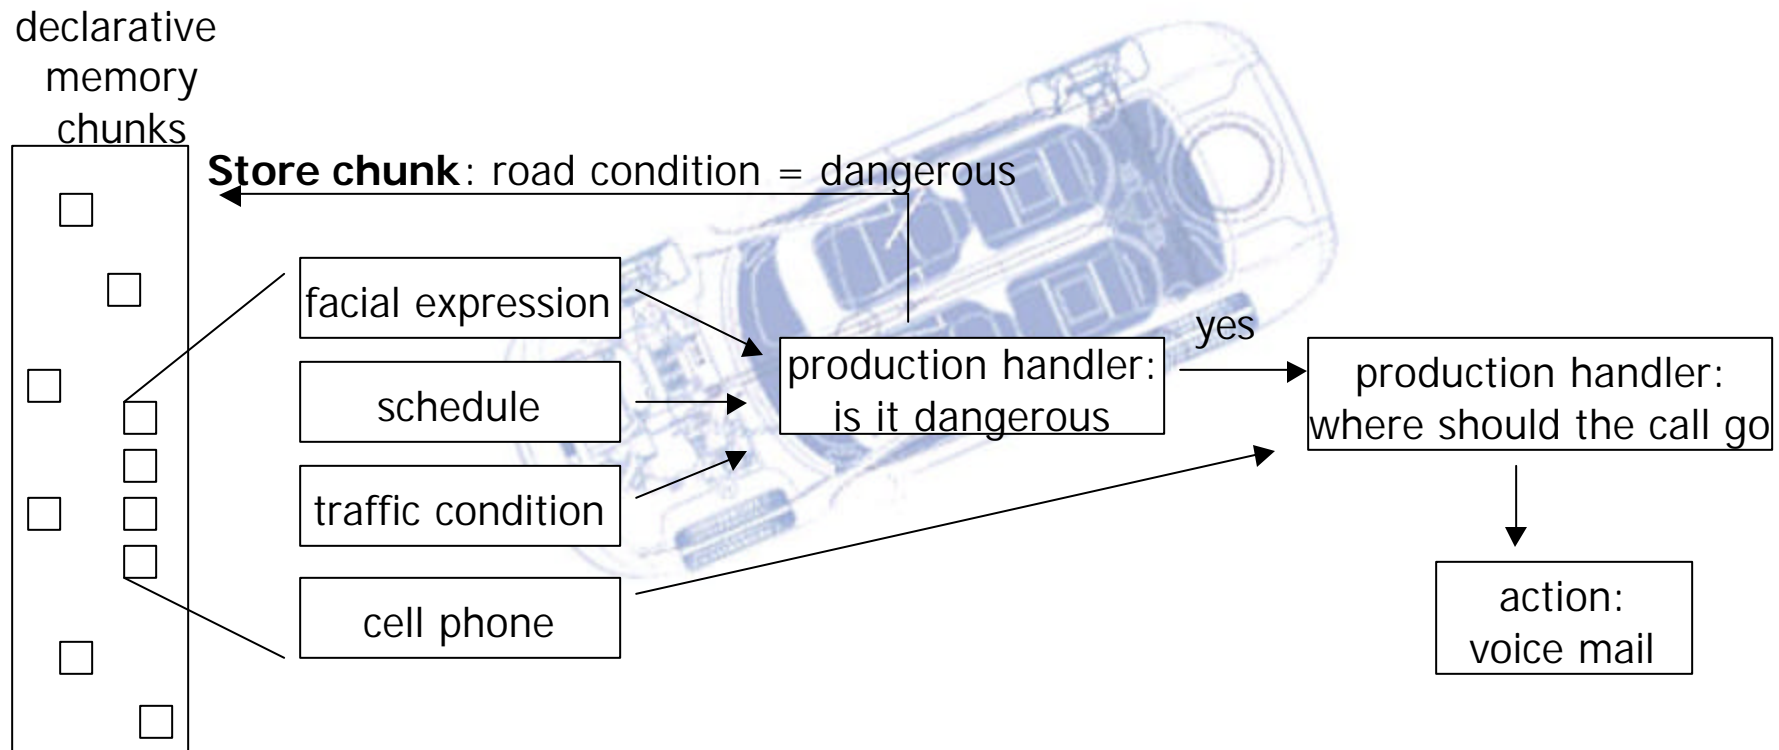 declarative
memory
chunks
Store chunk: road condition = dangerous
facial expression
schedule
traffic condition
cell phone
production handler:
is it dangerous
yes
production handler:
where should the call go
action:
voice mail